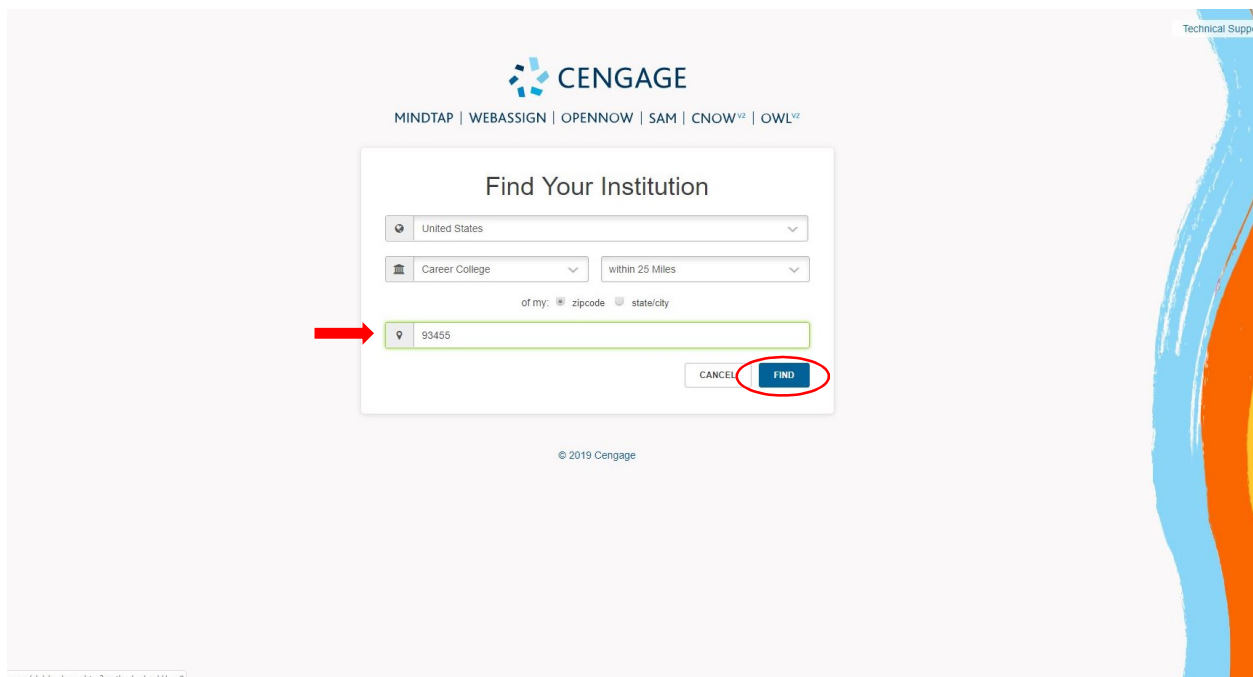 Technical Supp
CENGAGE
MINDTAP | WEBASSIGN | OPENNOW | SAM | CNOWv2 | OWLv2
Find Your Institution
United States
Career College within 25 Miles
of my: zipcode state/city
93455
CANCEL FIND
© 2019 Cengage